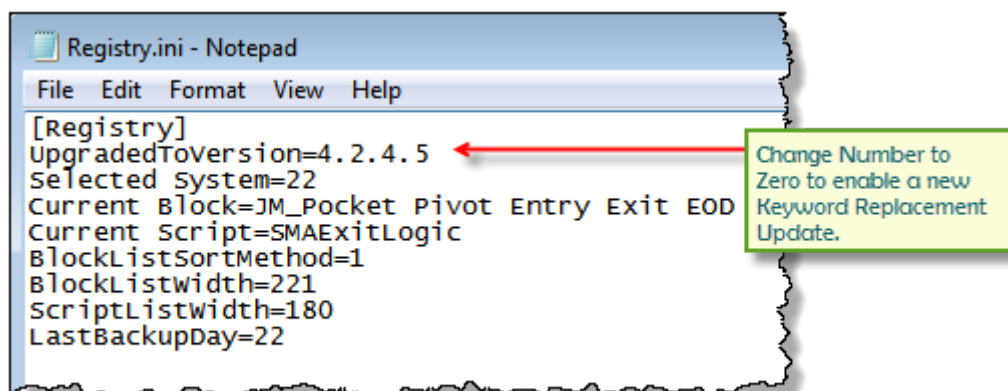 Registry.ini - Notepad
File Edit Format View Help
[Registry]
UpgradedToVersion=4.2.4.5
Selected System=22
Current Block=JM_Pocket Pivot Entry Exit EOD
Current Script=SMAExitLogic
BlockListSortMethod=1
BlockListWidth=221
ScriptListWidth=180
LastBackupDay=22
Change Number to
Zero to enable a new
Keyword Replacement
Update.